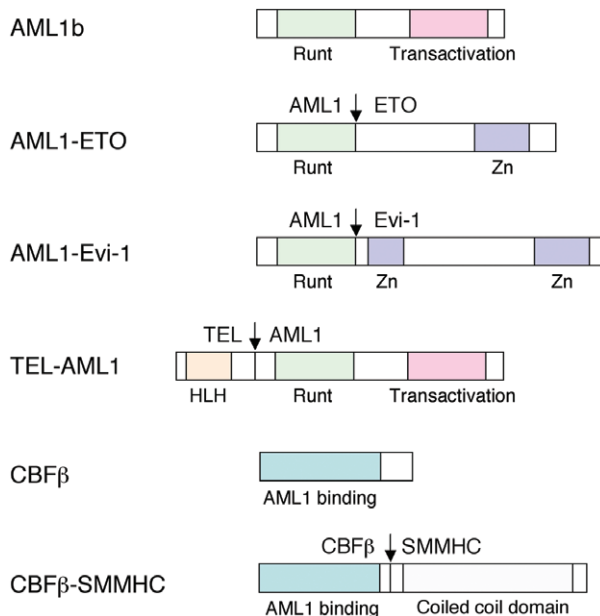 AML1b
Runt Transactivation
AML1 ETO
AML1-ETO
Runt Zn
AML1 Evi-1
AML1-Evi-1
Runt Zn Zn
TEL AML1
TEL-AML1
HLH Runt Transactivation
CBFβ
AML1 binding
CBFβ SMMHC
CBFβ-SMMHC
AML1 binding Coiled coil domain